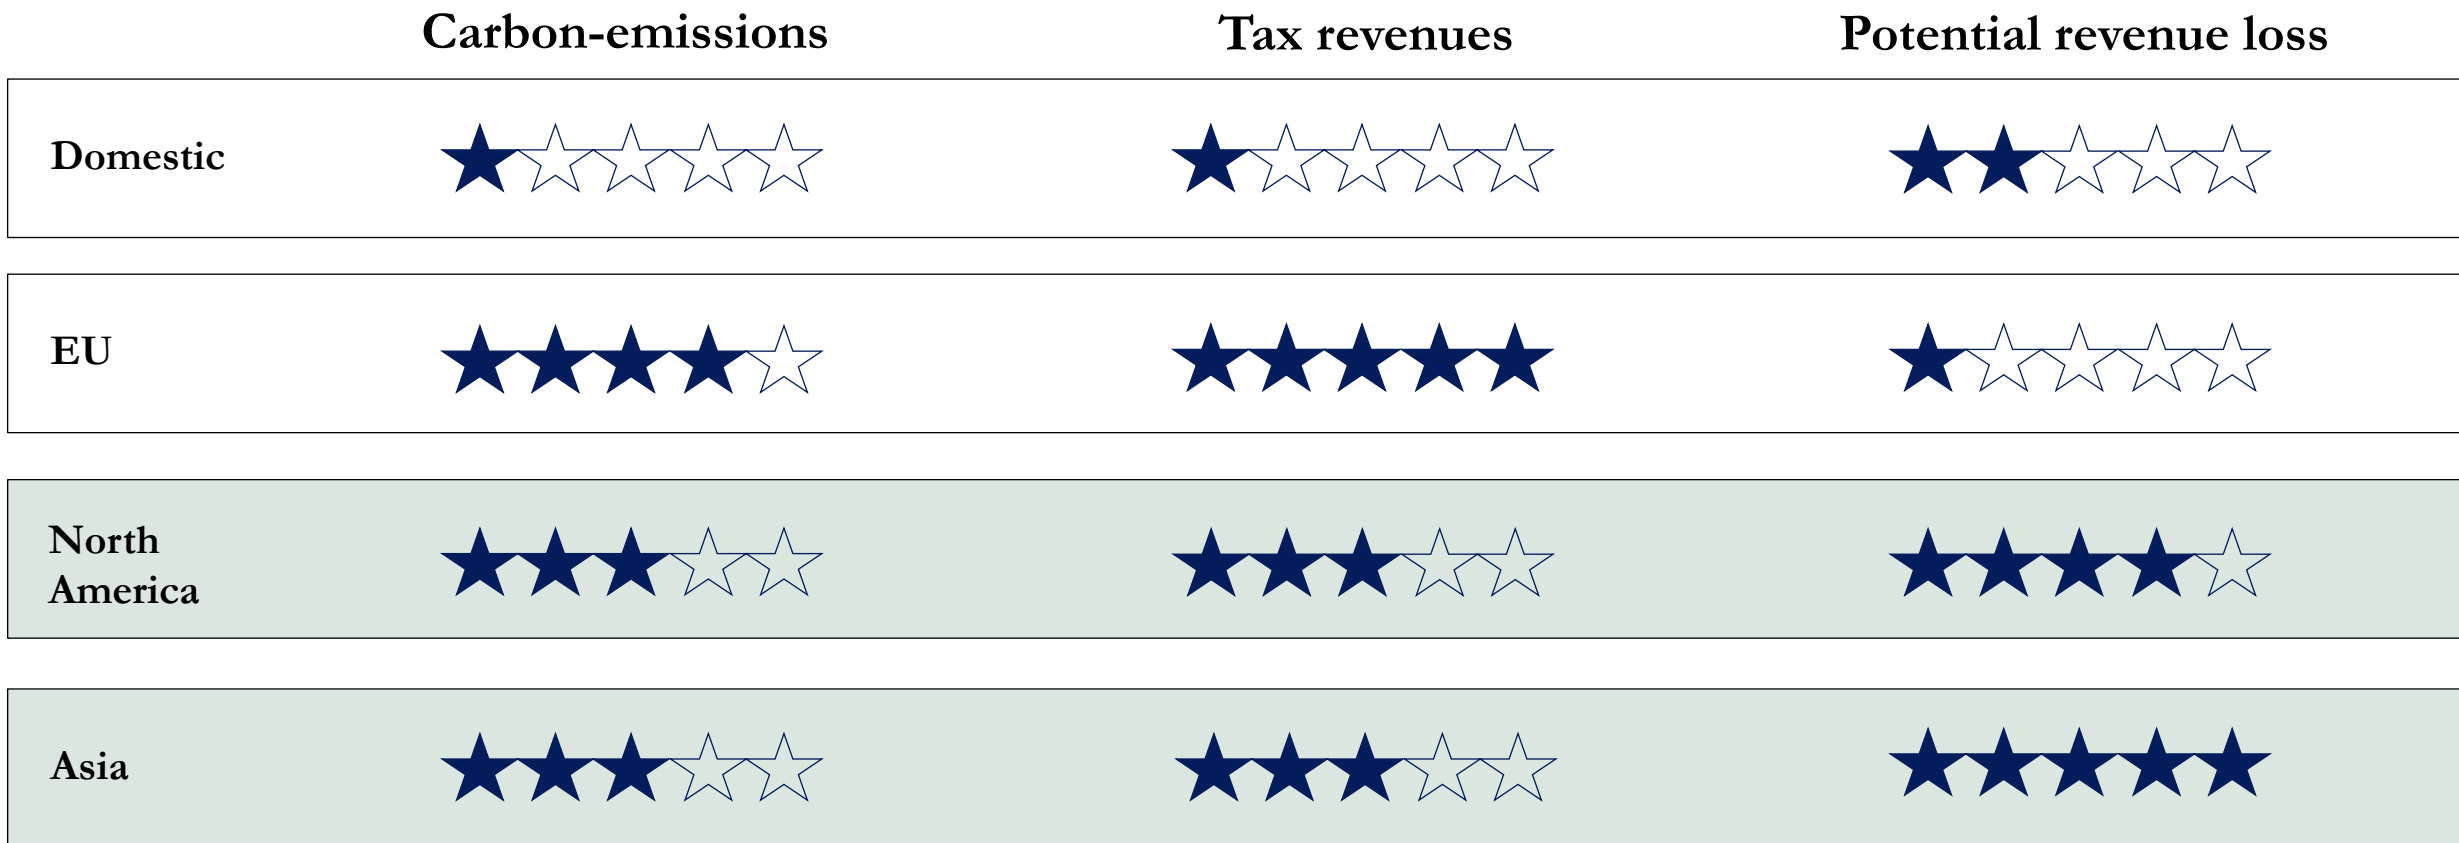 Carbon-emissions
Tax revenues
Potential revenue loss
Domestic
EU
North
America
Asia